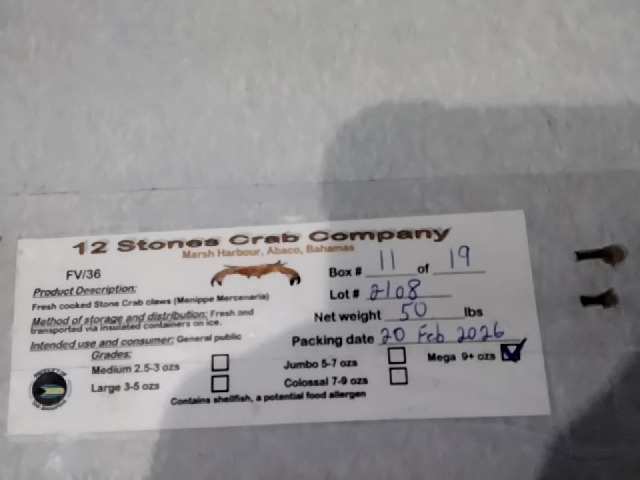 12 Stones Crab Company
Marsh Harbour, Abaco, Bahamas
FV/36
Box # 11 of 19
Product Description:
Fresh cooked Stone Crab claws (Menippe Mercenaria)
Lot # 2108
Method of storage and distribution: Fresh and
transported via insulated containers on ice.
Net weight 50 lbs
Intended use and consumer: General public
Packing date 20 Feb 2026
Grades:
Medium 2.5-3 ozs
Jumbo 5-7 ozs
Mega 9+ ozs
Large 3-5 ozs
Colossal 7-9 ozs
Contains shellfish, a potential food allergen